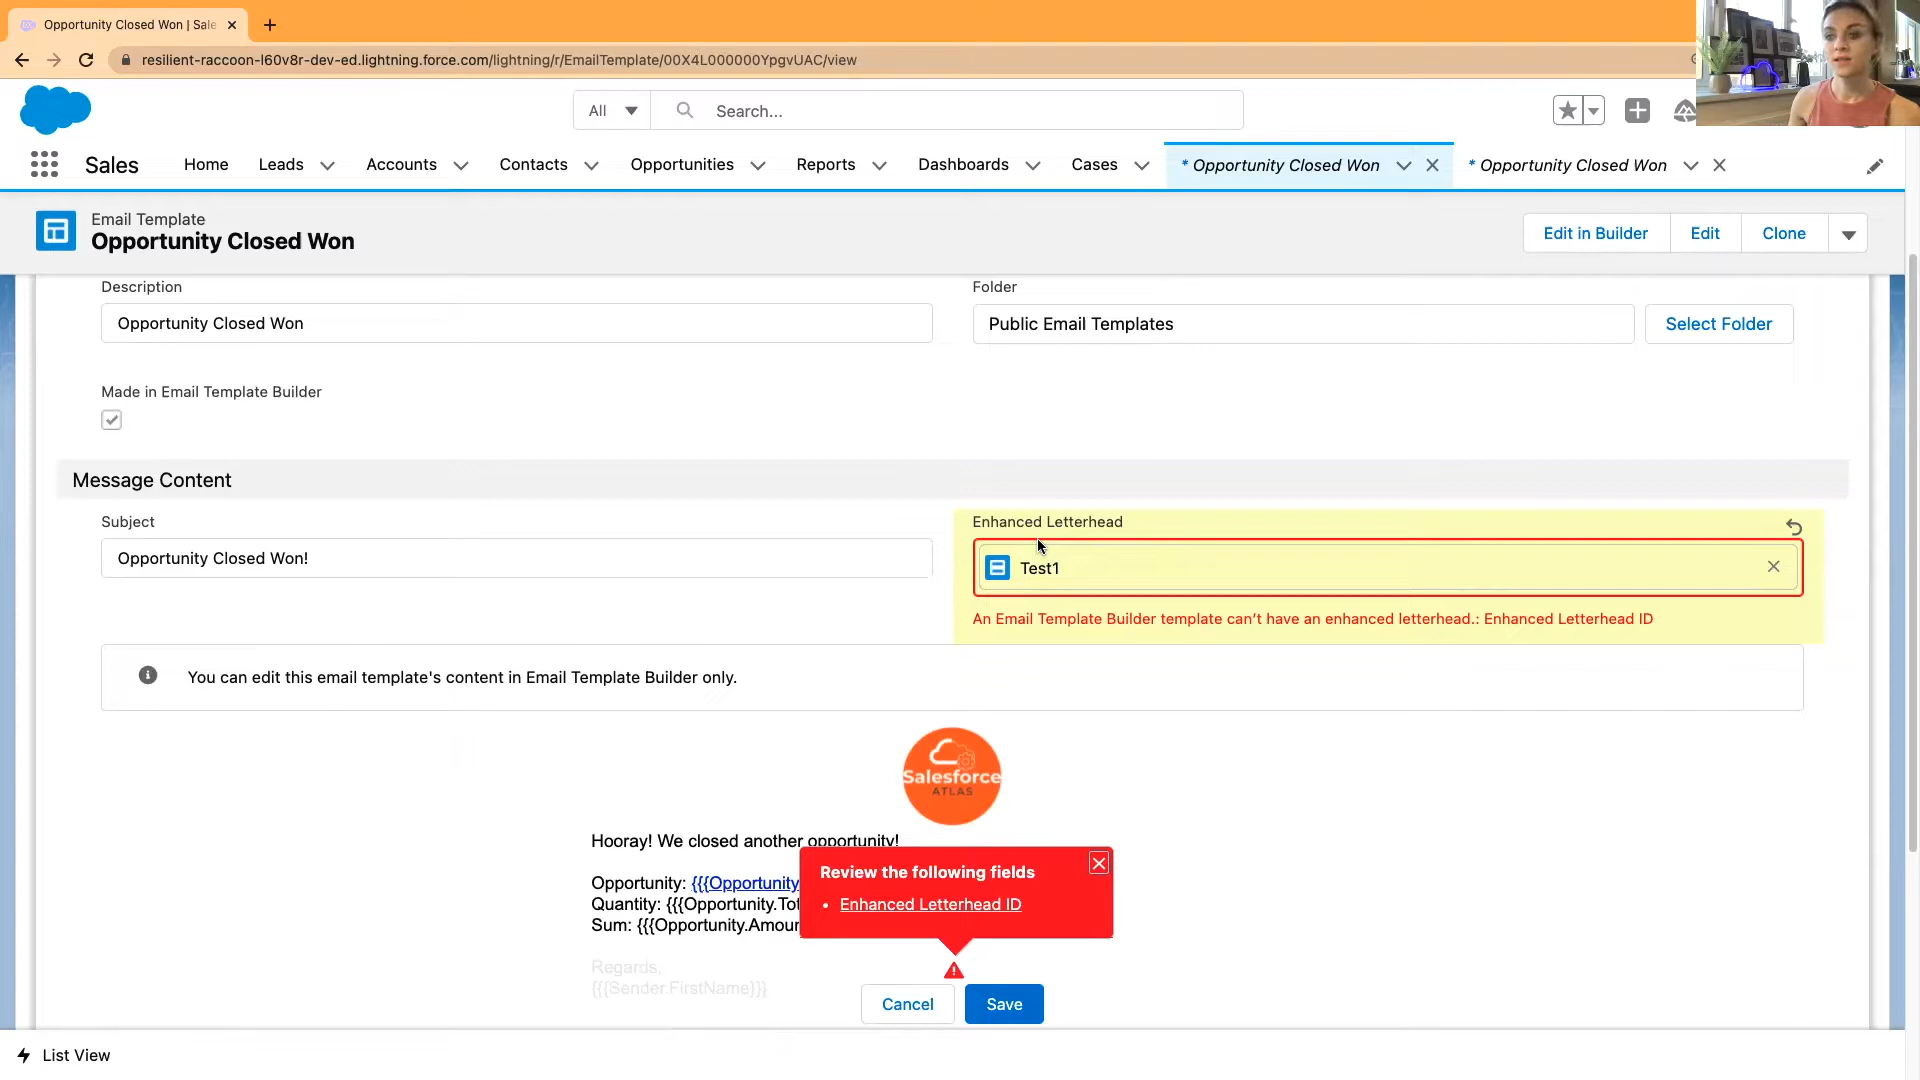 Opportunity Closed Won | Sale
resilient-raccoon-l60v8r-dev-ed.lightning.force.com/lightning/r/EmailTemplate/00X4L000000YpgvUAC/view
All
Search...
Sales
Home
Leads
Accounts
Contacts
Opportunities
Reports
Dashboards
Cases
* Opportunity Closed Won
* Opportunity Closed Won
Email Template
Opportunity Closed Won
Edit in Builder
Edit
Clone
Description
Folder
Opportunity Closed Won
Public Email Templates
Select Folder
Made in Email Template Builder
Message Content
Subject
Enhanced Letterhead
Opportunity Closed Won!
Test1
An Email Template Builder template can't have an enhanced letterhead.: Enhanced Letterhead ID
You can edit this email template's content in Email Template Builder only.
Salesforce
ATLAS
Hooray! We closed another opportunity!
Opportunity: {{{Opportunity
Quantity: {{{Opportunity.Tot
Sum: {{{Opportunity.Amour
Review the following fields
• Enhanced Letterhead ID
Regards,
{{{Sender.FirstName}}}
Cancel
Save
List View